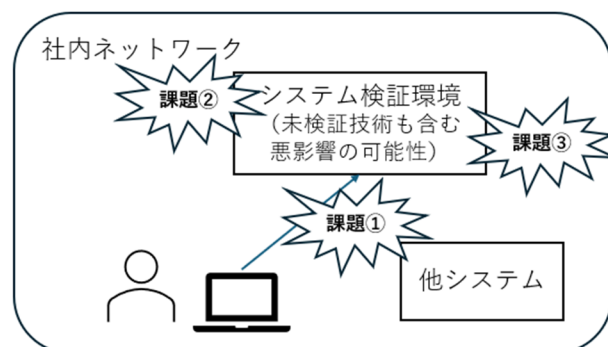 社内ネットワーク
課題②
システム検証環境
（未検証技術も含む
悪影響の可能性）
課題③
課題①
他システム